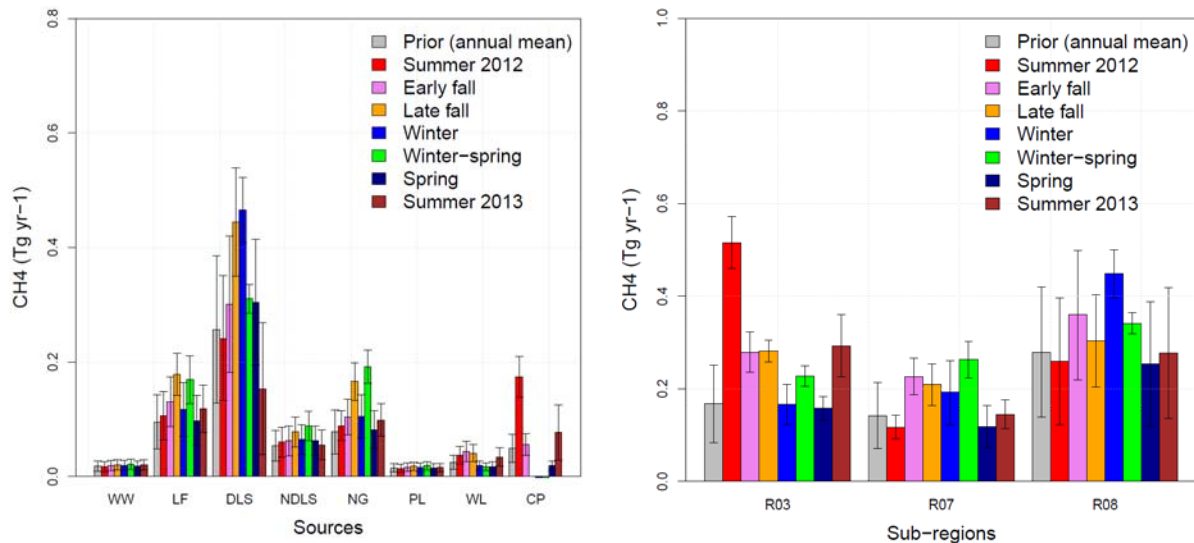 0.8
0.6
0.4
0.2
0.0
CH4 (Tg yr−1)
Prior (annual mean)
Summer 2012
Early fall
Late fall
Winter
Winter−spring
Spring
Summer 2013
WW LF DLS NDLS NG PL WL CP
Sources
1.0
0.8
0.6
0.4
0.2
0.0
CH4 (Tg yr−1)
Prior (annual mean)
Summer 2012
Early fall
Late fall
Winter
Winter−spring
Spring
Summer 2013
R03 R07 R08
Sub−regions